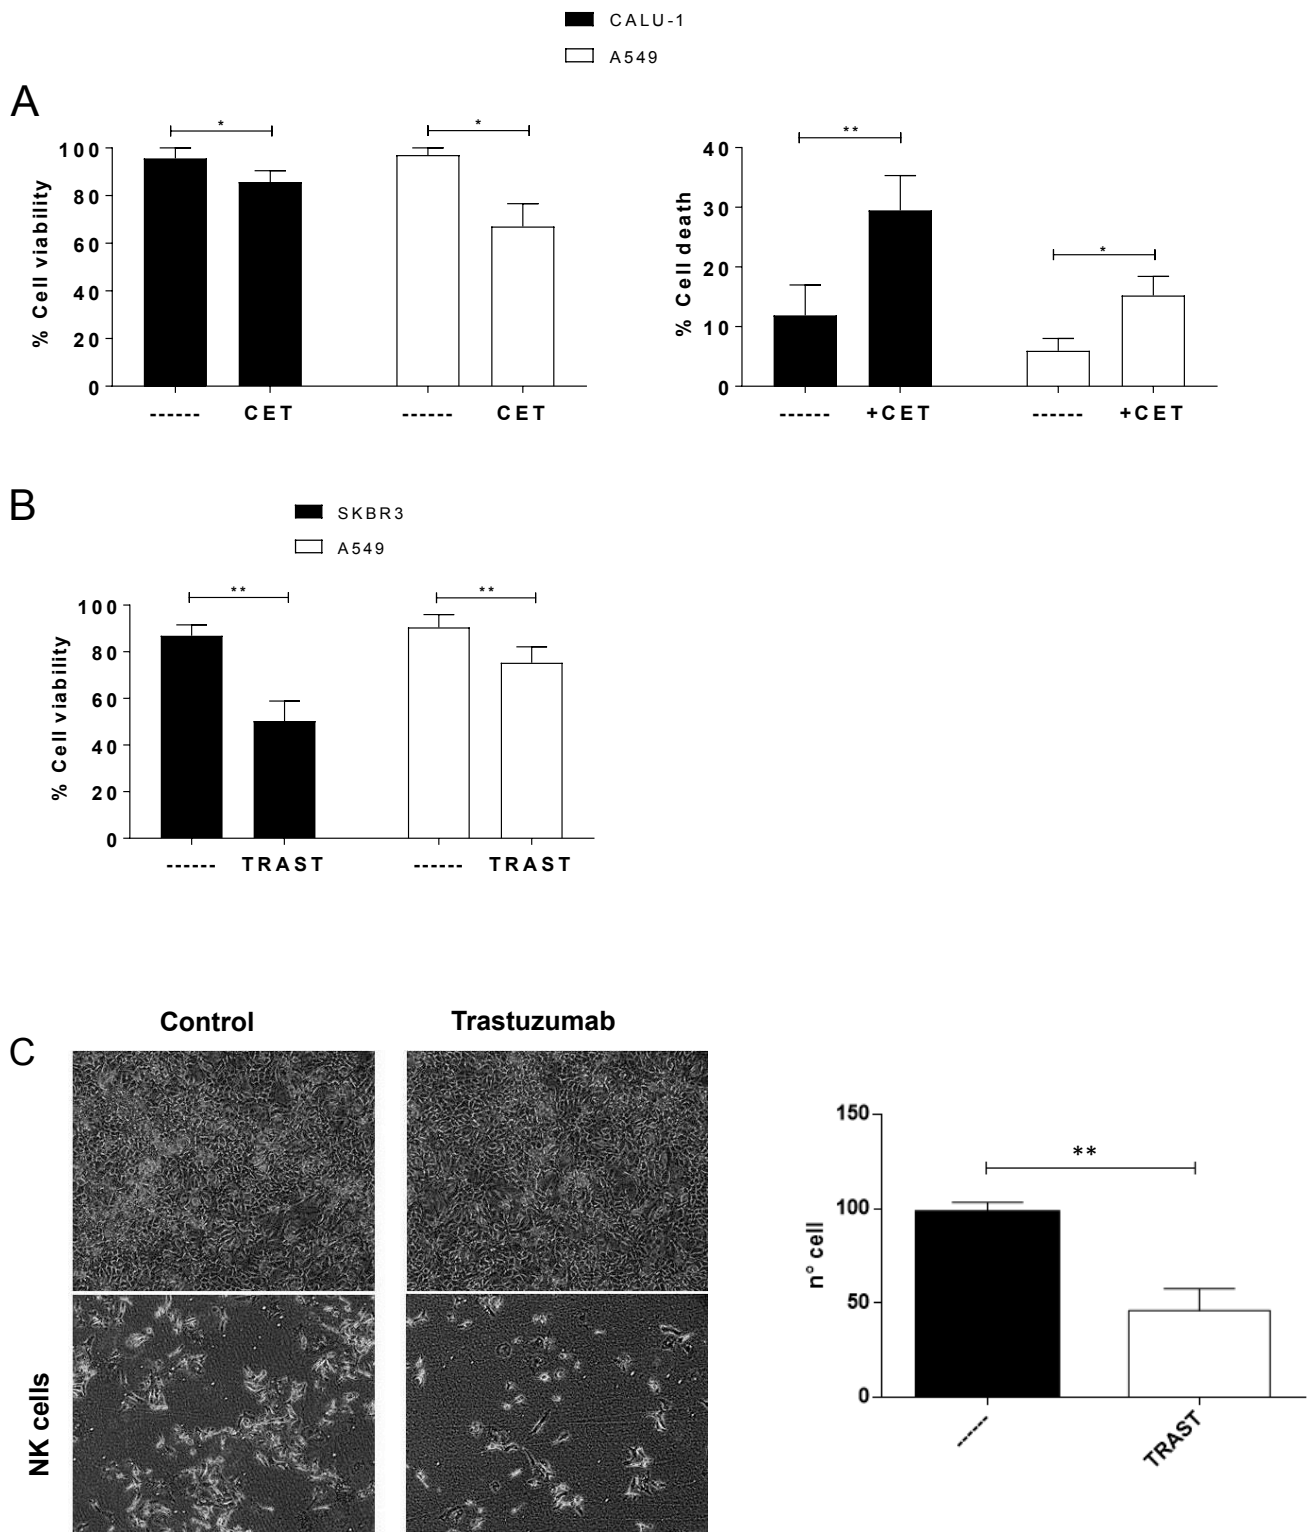 CALU-1
A549
A
* *
100
80
60
40
20
0
% Cell viability
------ CET ------ CET
** *
40
30
20
10
0
% Cell death
------ +CET ------ +CET
B
SKBR3
A549
** **
100
80
60
40
20
0
% Cell viability
------ TRAST ------ TRAST
C
Control Trastuzumab
NK cells
150
100
50
0
n° cell
**
------ TRAST